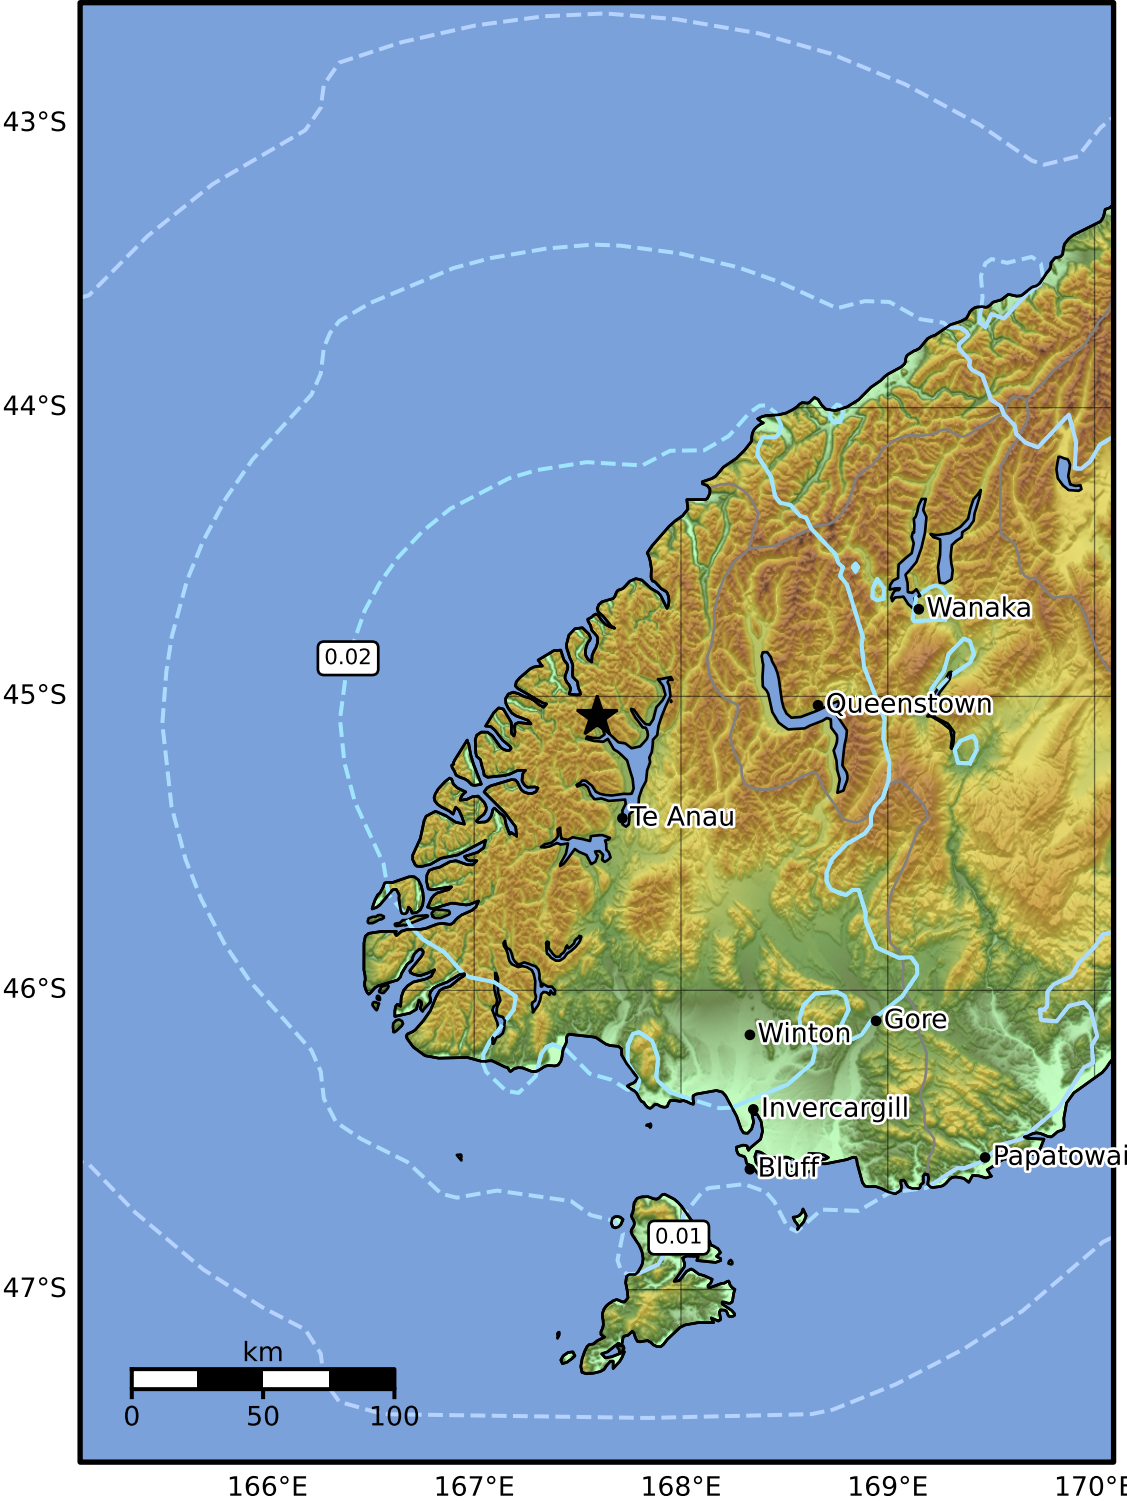 43°S
44°S
Wanaka
0.02
45°S
Queenstown
Te Anau
46°S
Gore
Winton
Invercargill
Papatowai
Bluff
0.01
47°S
km
0 50 100
166°E 167°E 168°E 169°E 170°E